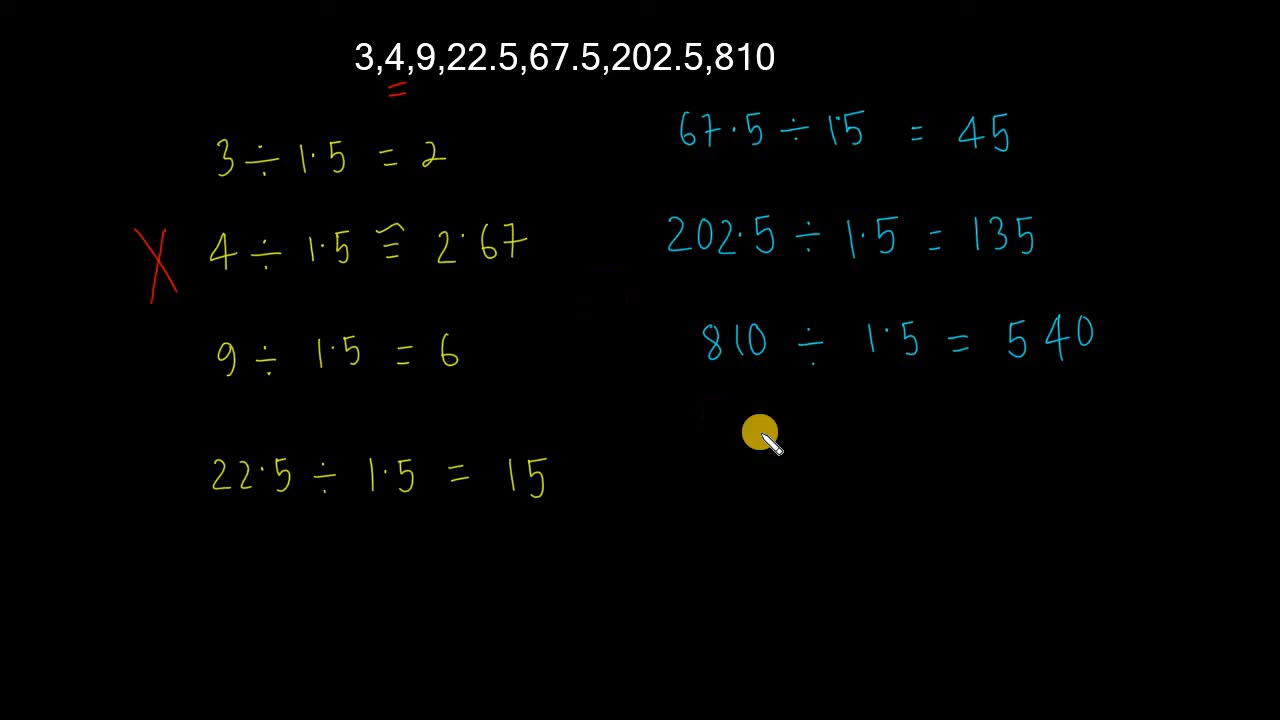 3,4,9,22.5,67.5,202.5,810
=
3 ÷ 1.5 = 2
X 4 ÷ 1.5 ≅ 2.67
9 ÷ 1.5 = 6
22.5 ÷ 1.5 = 15
67.5 ÷ 1.5 = 45
202.5 ÷ 1.5 = 135
810 ÷ 1.5 = 540